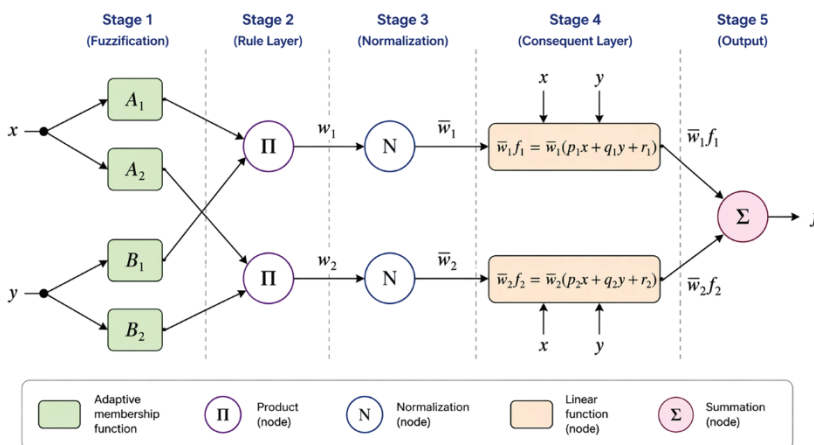 Stage 1
(Fuzzification)
Stage 2
(Rule Layer)
Stage 3
(Normalization)
Stage 4
(Consequent Layer)
Stage 5
(Output)
x
y
A₁
A₂
B₁
B₂
Π
Π
w₁
w₂
N
N
w̅₁
w̅₂
x y
w̅₁f₁ = w̅₁(p₁x + q₁y + r₁)
w̅₂f₂ = w̅₂(p₂x + q₂y + r₂)
x y
w̅₁f₁
w̅₂f₂
Σ
Adaptive
membership
function
Π
Product
(node)
N
Normalization
(node)
Linear
function
(node)
Σ
Summation
(node)